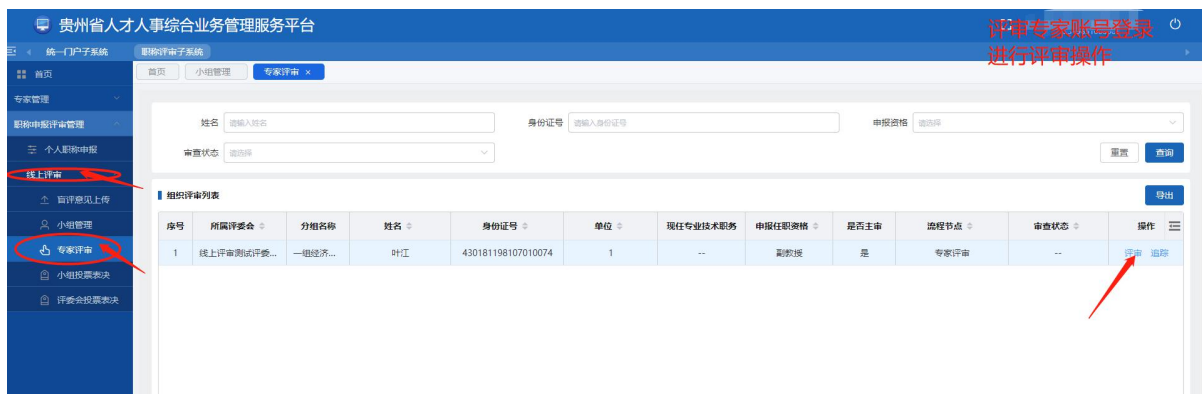 贵州省人才人事综合业务管理服务平台
评审专家账号登录
进行评审操作
统一门户子系统
职称评审子系统
首页
首页
小组管理
专家评审 ×
专家管理
职称申报评审管理
个人职称申报
线上评审
盲评意见上传
小组管理
专家评审
小组投票表决
评委会投票表决
姓名 请输入姓名 身份证号 请输入身份证号 申报资格 请选择
审查状态 请选择 重置 查询
组织评审列表 导出
序号 所属评委会 分组名称 姓名 身份证号 单位 现任专业技术职务 申报任职资格 是否主审 流程节点 审查状态 操作
1 线上评审测试评委... 一组经济... 叶江 430181198107010074 1 -- 副教授 是 专家评审 -- 评审 追踪